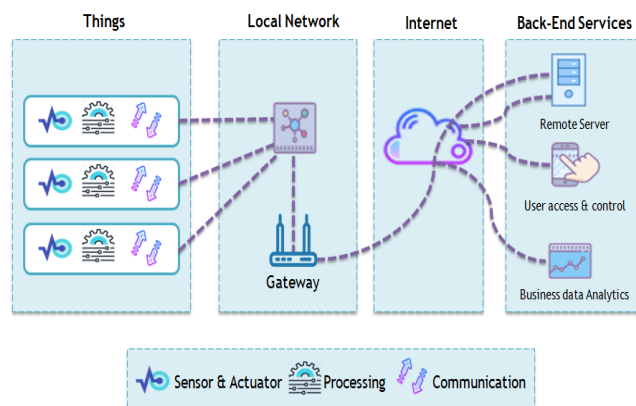 Things
Local Network
Internet
Back-End Services
Remote Server
User access & control
Gateway
Business data Analytics
Sensor & Actuator
Processing
Communication